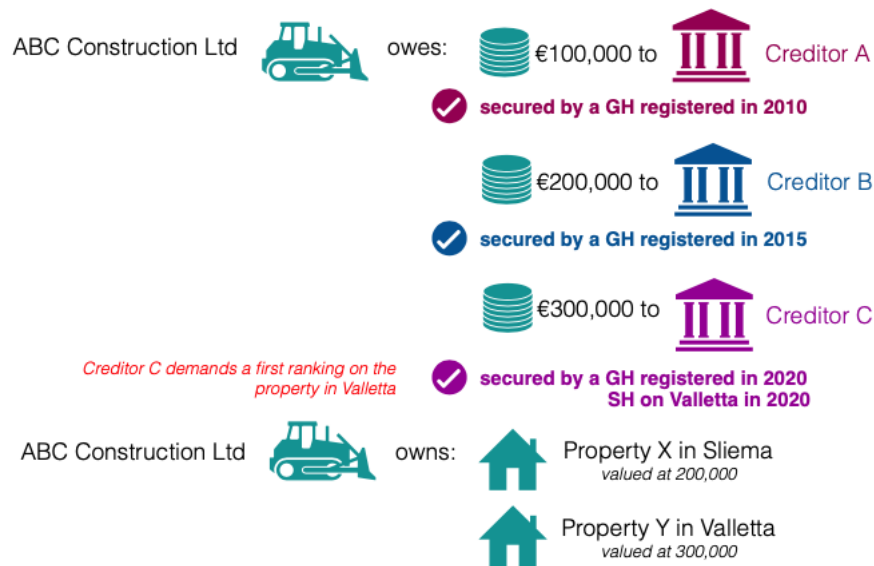 ABC Construction Ltd owes: €100,000 to Creditor A
secured by a GH registered in 2010
€200,000 to Creditor B
secured by a GH registered in 2015
€300,000 to Creditor C
Creditor C demands a first ranking on the
property in Valletta
secured by a GH registered in 2020
SH on Valletta in 2020
ABC Construction Ltd owns: Property X in Sliema
valued at 200,000
Property Y in Valletta
valued at 300,000